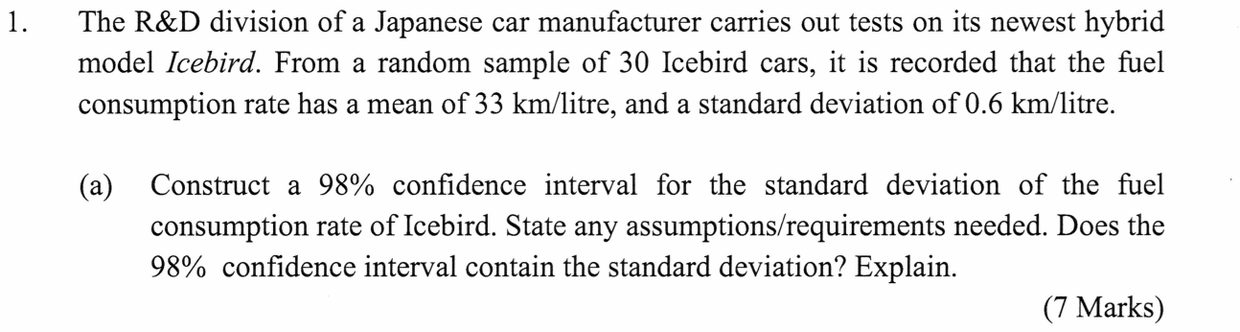 1. The R&D division of a Japanese car manufacturer carries out tests on its newest hybrid
model Icebird. From a random sample of 30 Icebird cars, it is recorded that the fuel
consumption rate has a mean of 33 km/litre, and a standard deviation of 0.6 km/litre.
(a) Construct a 98% confidence interval for the standard deviation of the fuel
consumption rate of Icebird. State any assumptions/requirements needed. Does the
98% confidence interval contain the standard deviation? Explain.
(7 Marks)